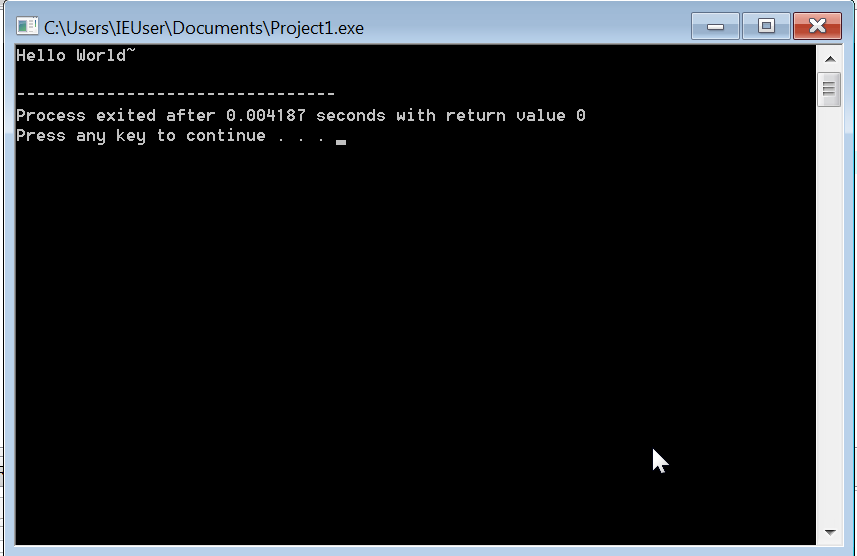 C:\Users\IEUser\Documents\Project1.exe
Hello World~
--------------------------------
Process exited after 0.004187 seconds with return value 0
Press any key to continue . . .